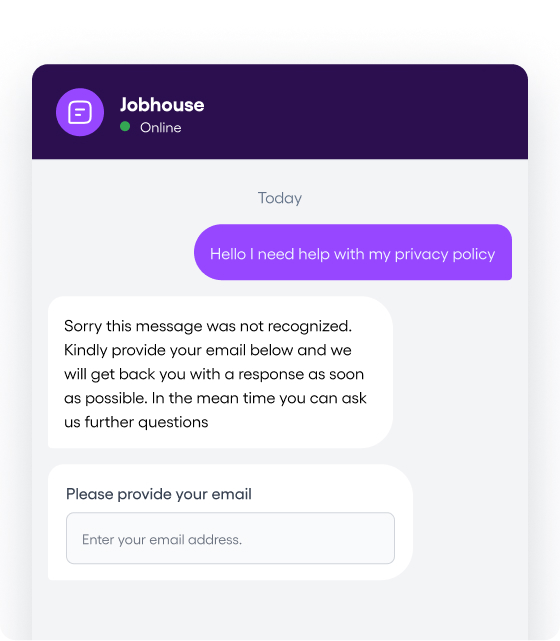 Jobhouse
Online
Today
Hello I need help with my privacy policy
Sorry this message was not recognized.
Kindly provide your email below and we
will get back you with a response as soon
as possible. In the mean time you can ask
us further questions
Please provide your email
Enter your email address.